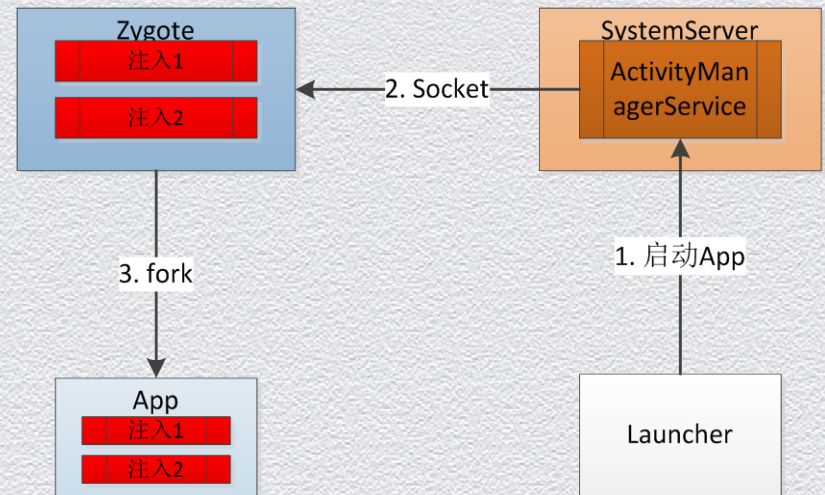 Zygote
注入1
注入2
2. Socket
SystemServer
ActivityMan
agerService
1. 启动App
3. fork
App
注入1
注入2
Launcher